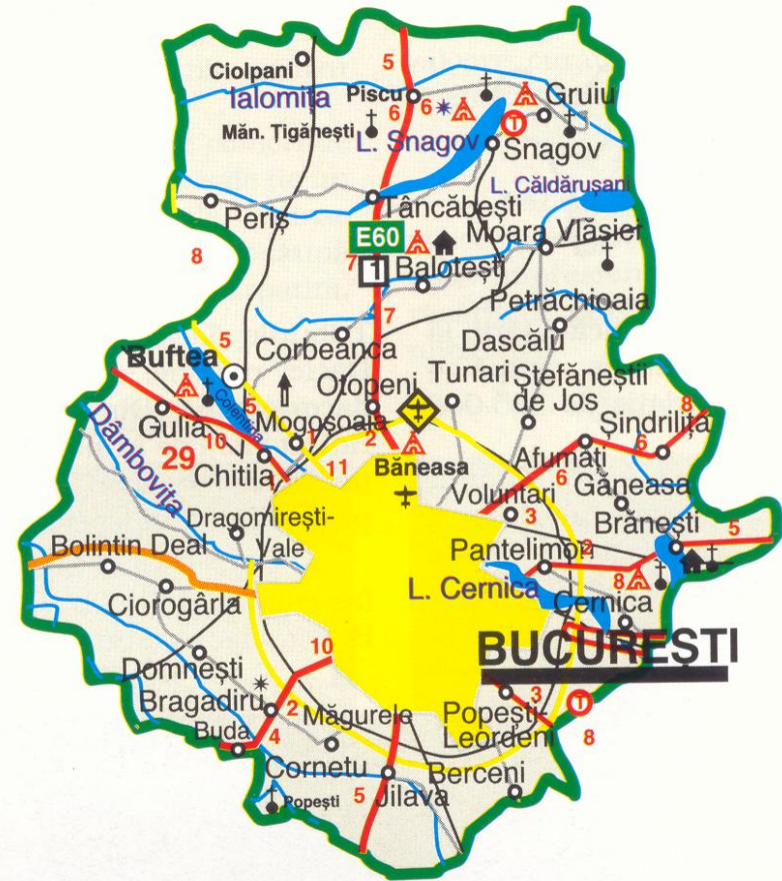 5
Ciolpani
Ialomița
Piscu
6
6
Gruiu
T
Măn. Țigănești
L. Snagov
Snagov
L. Căldărușani
Periș
Tâncăbești
8
E60
Moara Vlăsiei
7
1
Balotești
Petrăchioaia
7
5
Corbeanca
Dascălu
Buftea
Otopeni
Tunari
Ștefăneștii
de Jos
5
Colentina
Mogoșoaia
8
Șindrilița
Gulia
10
1
2
Dâmbovița
29
Chitila
11
Băneasa
Afumați
6
6
Găneasa
Voluntari
3
Brănești
Dragomirești-
Vale
5
Bolintin Deal
Pantelimon
2
8
L. Cernica
Ciorogârla
Cernica
BUCUREȘTI
10
Domnești
Bragadiru
2
Măgurele
Popești-
Leordeni
3
T
Buda
4
8
Cornetu
Berceni
Popești
5
Jilava